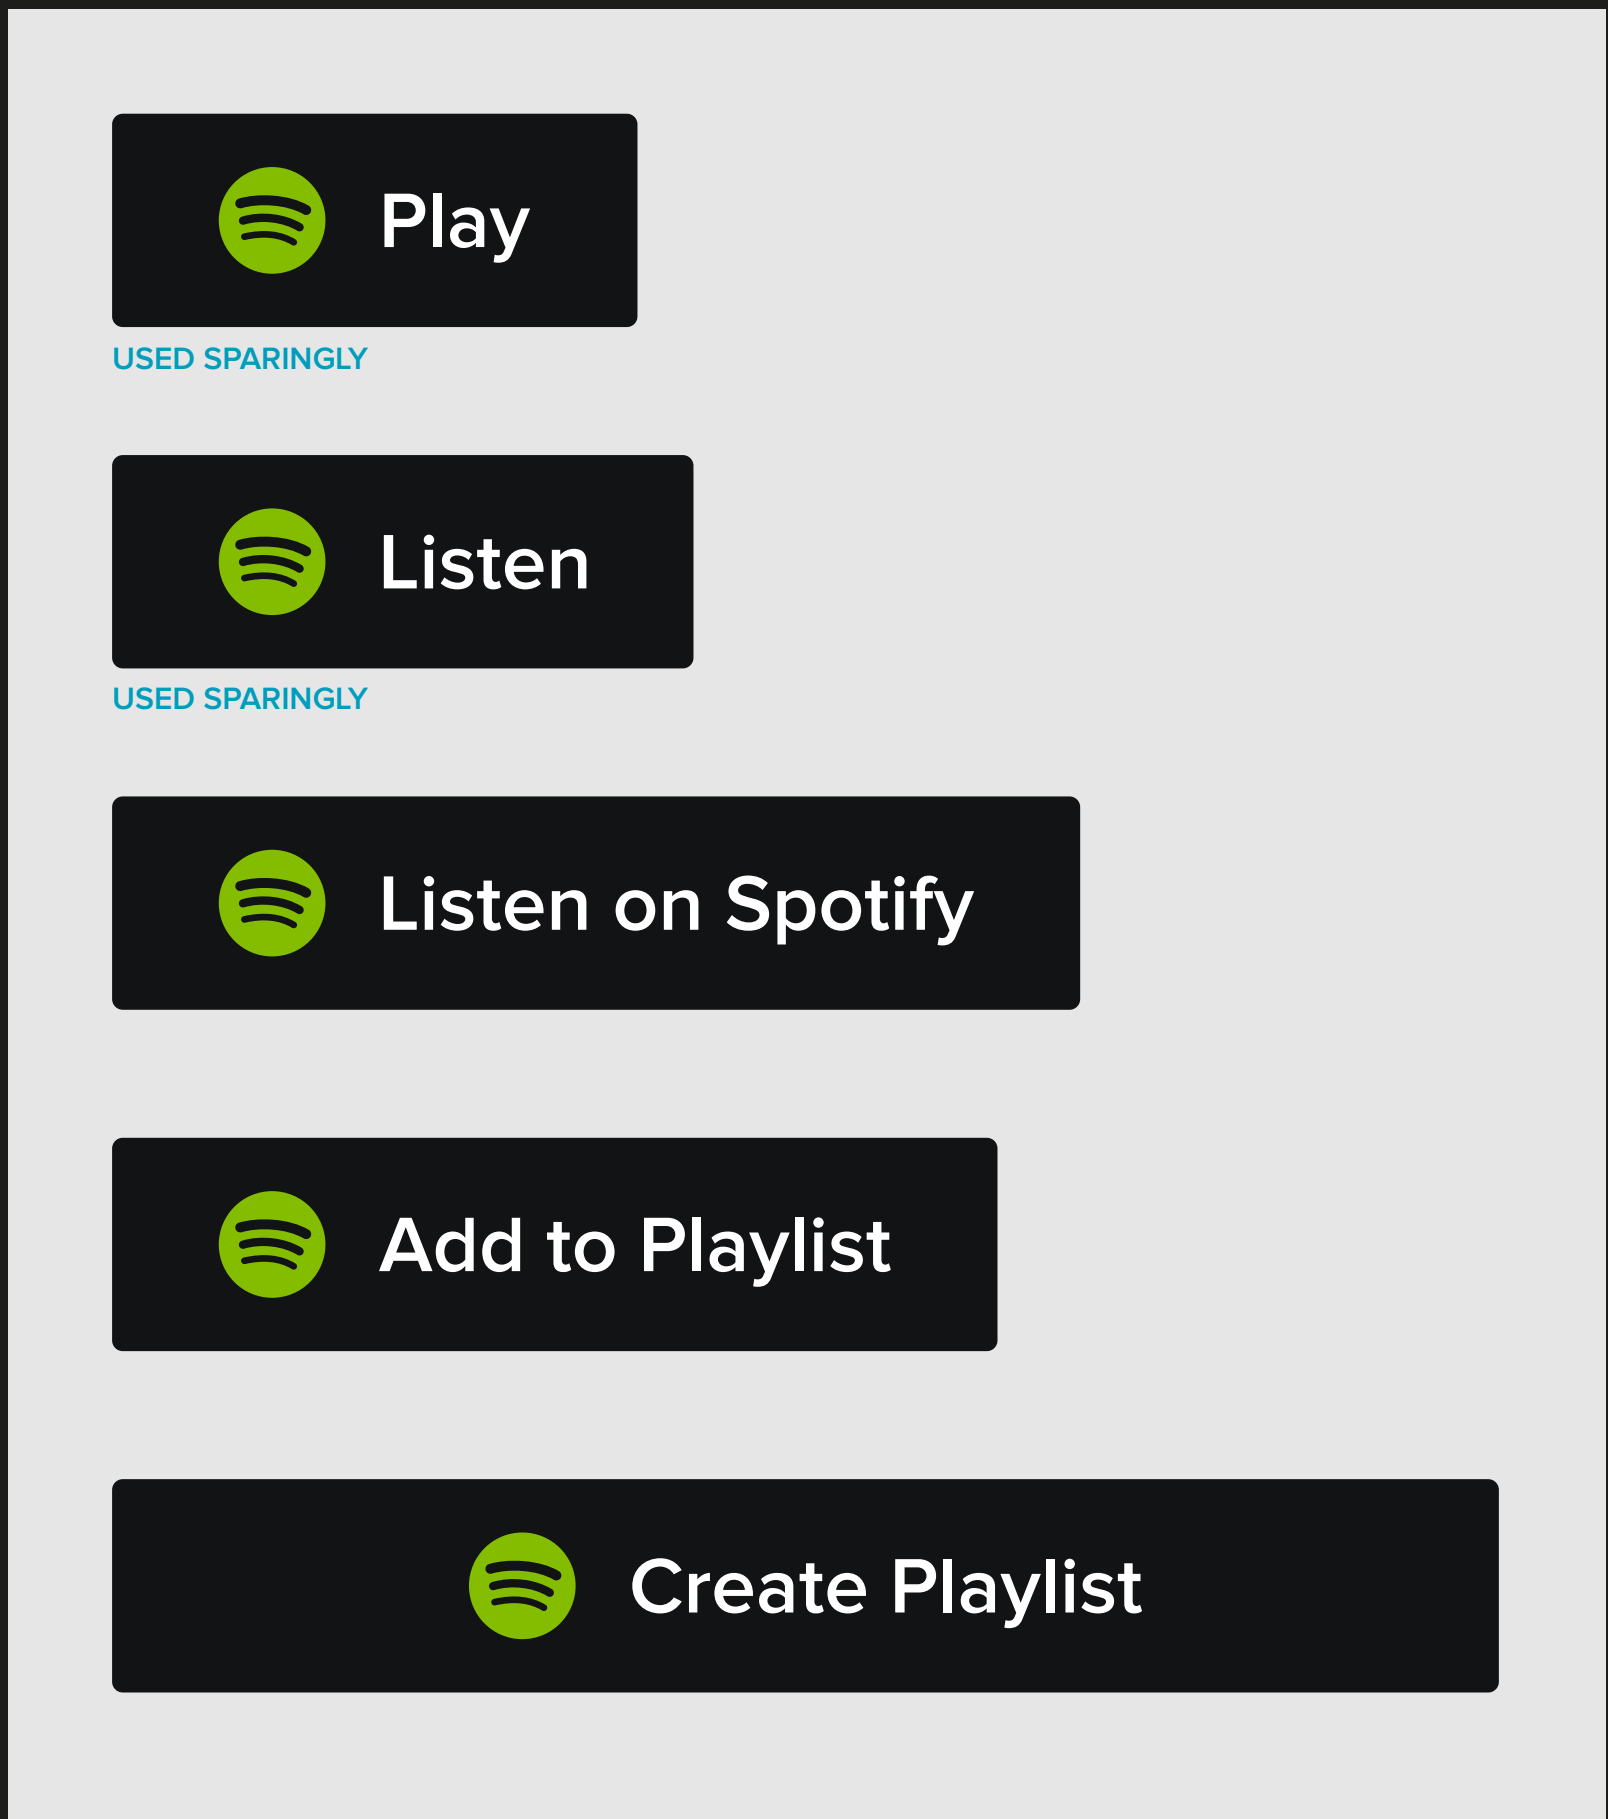 Play
USED SPARINGLY
Listen
USED SPARINGLY
Listen on Spotify
Add to Playlist
Create Playlist